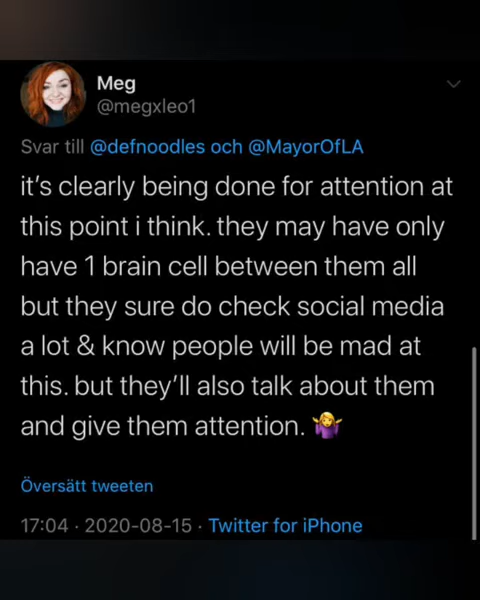 Meg
@megxleo1
Svar till @defnoodles och @MayorOfLA
it’s clearly being done for attention at
this point i think. they may have only
have 1 brain cell between them all
but they sure do check social media
a lot & know people will be mad at
this. but they’ll also talk about them
and give them attention. 🤷‍♀️
Översätt tweeten
17:04 · 2020-08-15 · Twitter for iPhone